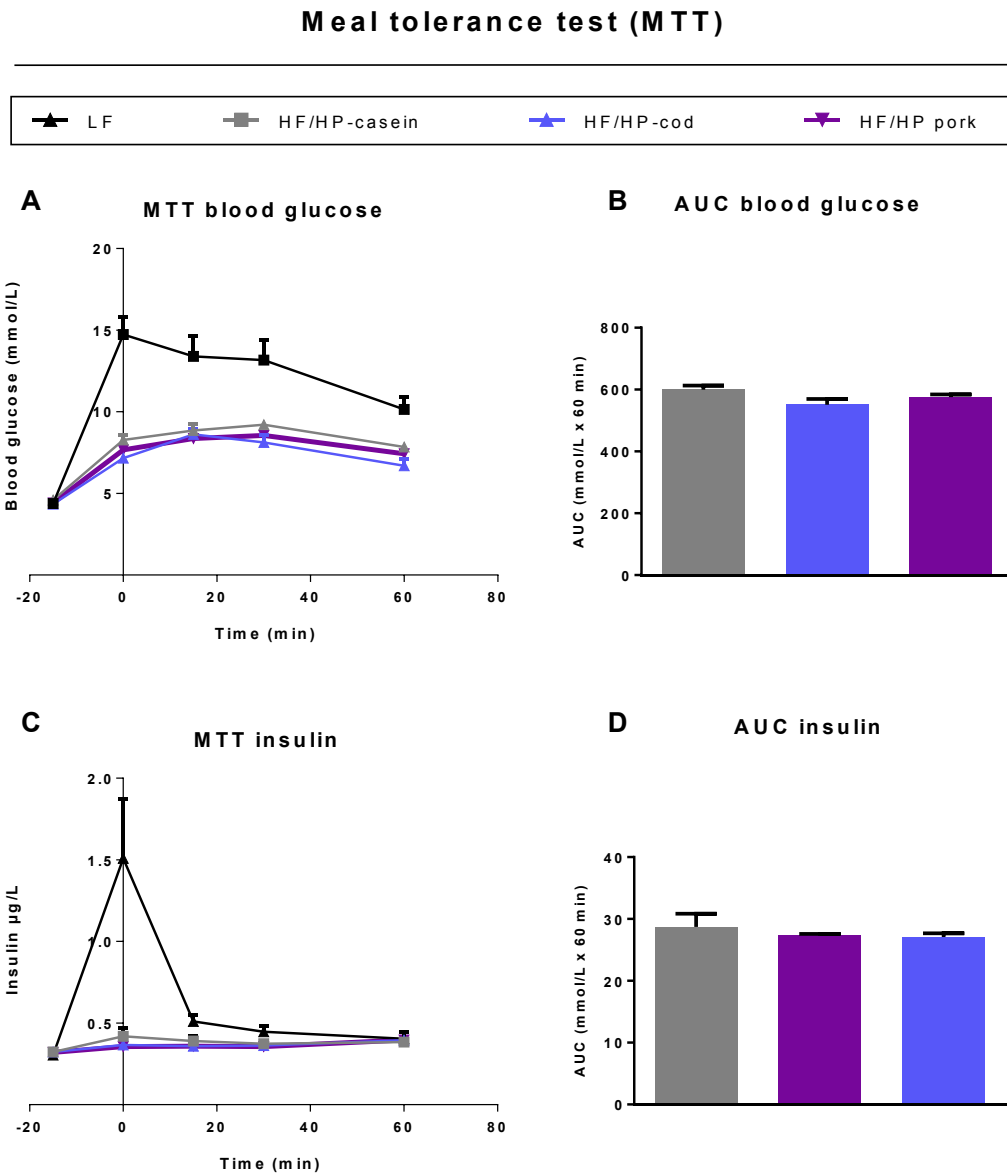 Meal tolerance test (MTT)
LF HF/HP-casein HF/HP-cod HF/HP pork
A MTT blood glucose
20
15
10
5
Blood glucose (mmol/L)
-20 0 20 40 60 80
Time (min)
B AUC blood glucose
800
600
400
200
0
AUC (mmol/L x 60 min)
C MTT insulin
2.0
1.5
1.0
0.5
Insulin µg/L
-20 0 20 40 60 80
Time (min)
D AUC insulin
40
30
20
10
0
AUC (mmol/L x 60 min)